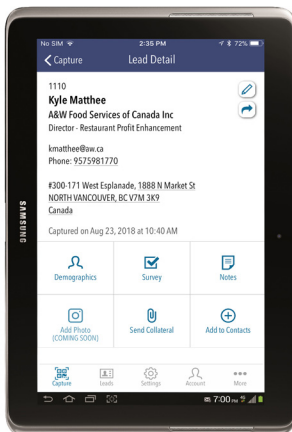 No SIM 2:35 PM 72%
Capture Lead Detail
1110
Kyle Matthee
A&W Food Services of Canada Inc
Director - Restaurant Profit Enhancement
kmatthee@aw.ca
Phone: 9575981770
#300-171 West Esplanade, 1888 N Market St
NORTH VANCOUVER, BC V7M 3K9
Canada
Captured on Aug 23, 2018 at 10:40 AM
SAMSUNG
Demographics Survey Notes
Add Photo Send Collateral Add to Contacts
(COMING SOON)
Capture Leads Settings Account More
7:00 PM